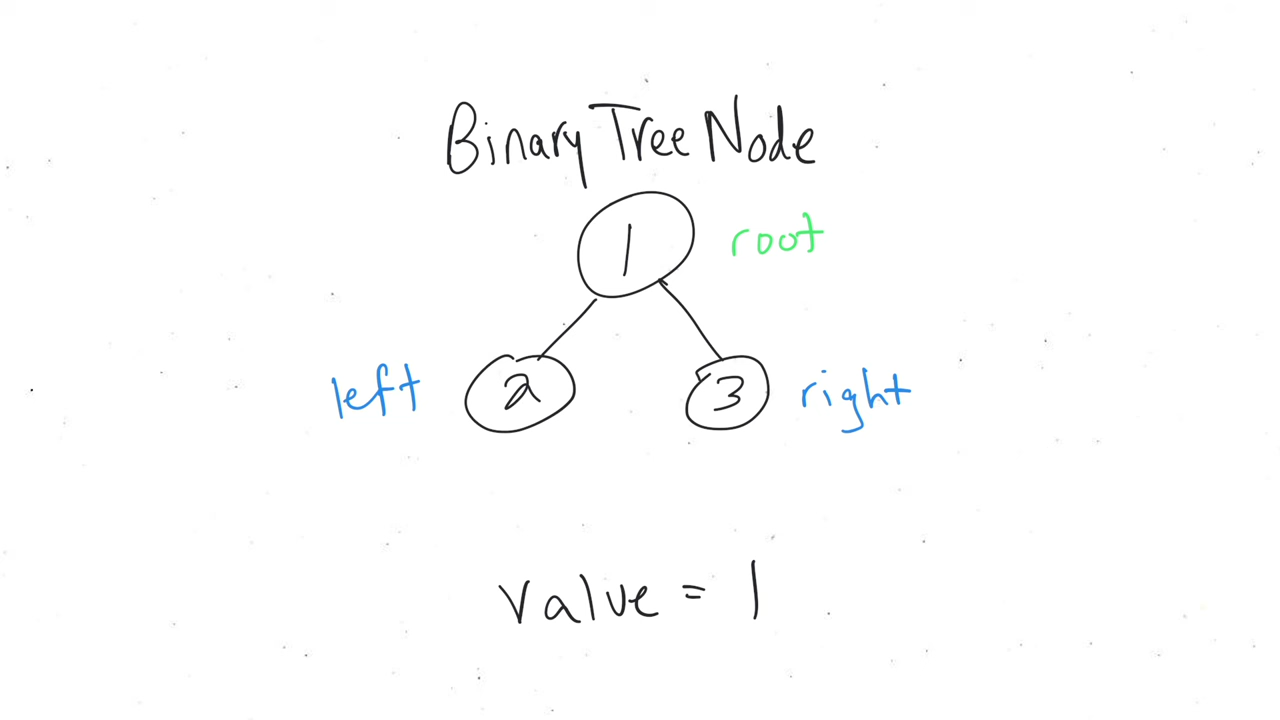 Binary Tree Node
1 root
left 2 3 right
value = 1